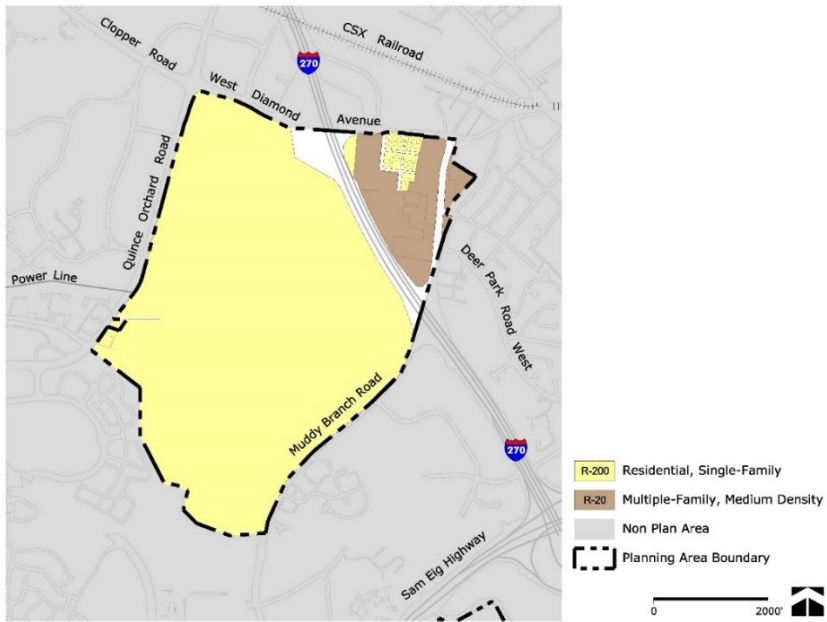 CSX Railroad
Clopper Road
270
West Diamond Avenue
Quince Orchard Road
Power Line
Deer Park Road West
Muddy Branch Road
270
Sam Eig Highway
R-200 Residential, Single-Family
R-20 Multiple-Family, Medium Density
Non Plan Area
Planning Area Boundary
0 2000'